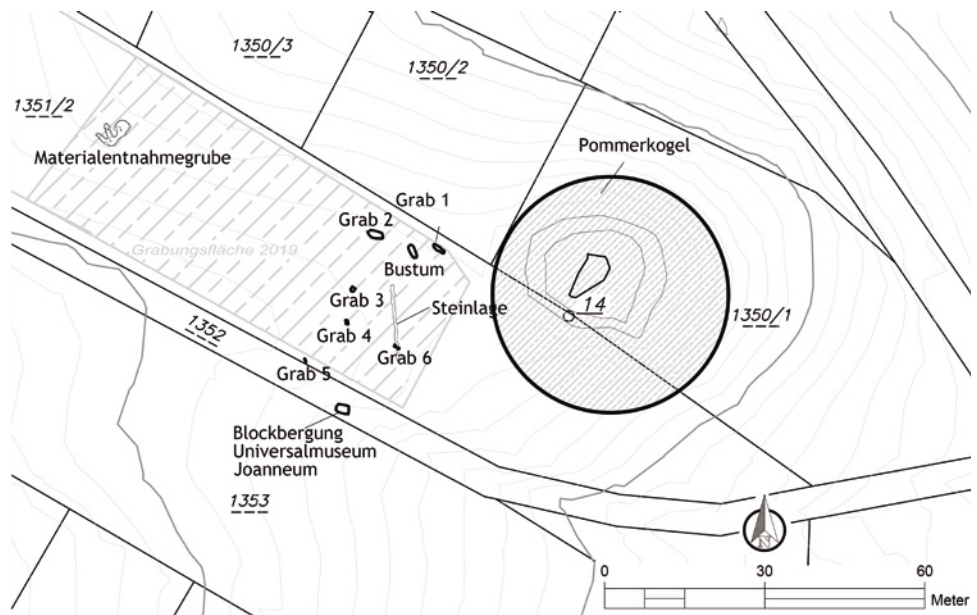 1350/3
1350/2
1351/2
Pommerkogel
Materialentnahmegrube
Grab 1
Grab 2
Grabungsfläche 2019
Bustum
Grab 3
Steinlage
14
1350/1
1352
Grab 4
Grab 6
Grab 5
Blockbergung
Universalmuseum
Joanneum
1353
N
0 30 60
Meter